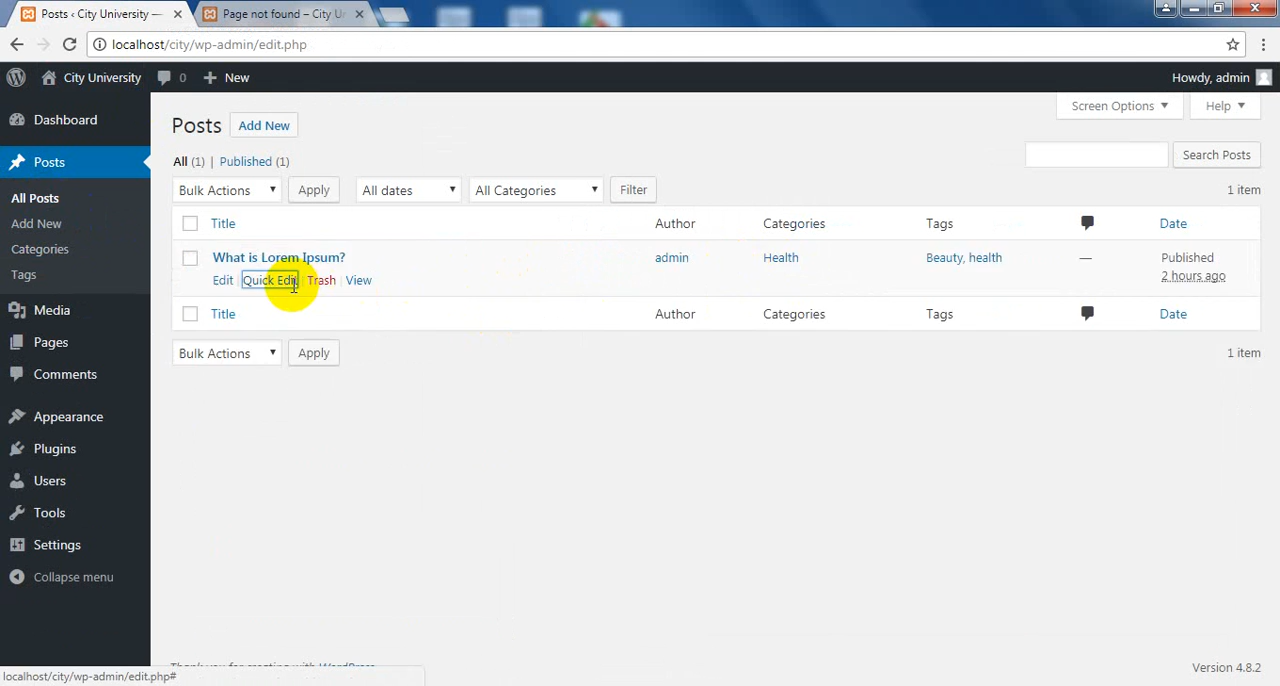 Posts ‹ City University —
Page not found – City Ur
localhost/city/wp-admin/edit.php
City University 0 New Howdy, admin
Dashboard
Posts
All Posts
Add New
Categories
Tags
Media
Pages
Comments
Appearance
Plugins
Users
Tools
Settings
Collapse menu
Screen Options Help
Posts Add New
All (1) | Published (1)
Search Posts
Bulk Actions Apply All dates All Categories Filter 1 item
Title Author Categories Tags Date
What is Lorem Ipsum? admin Health Beauty, health — Published
2 hours ago
Edit | Quick Edit | Trash | View
Title Author Categories Tags Date
Bulk Actions Apply 1 item
Thank you for creating with WordPress Version 4.8.2
localhost/city/wp-admin/edit.php#